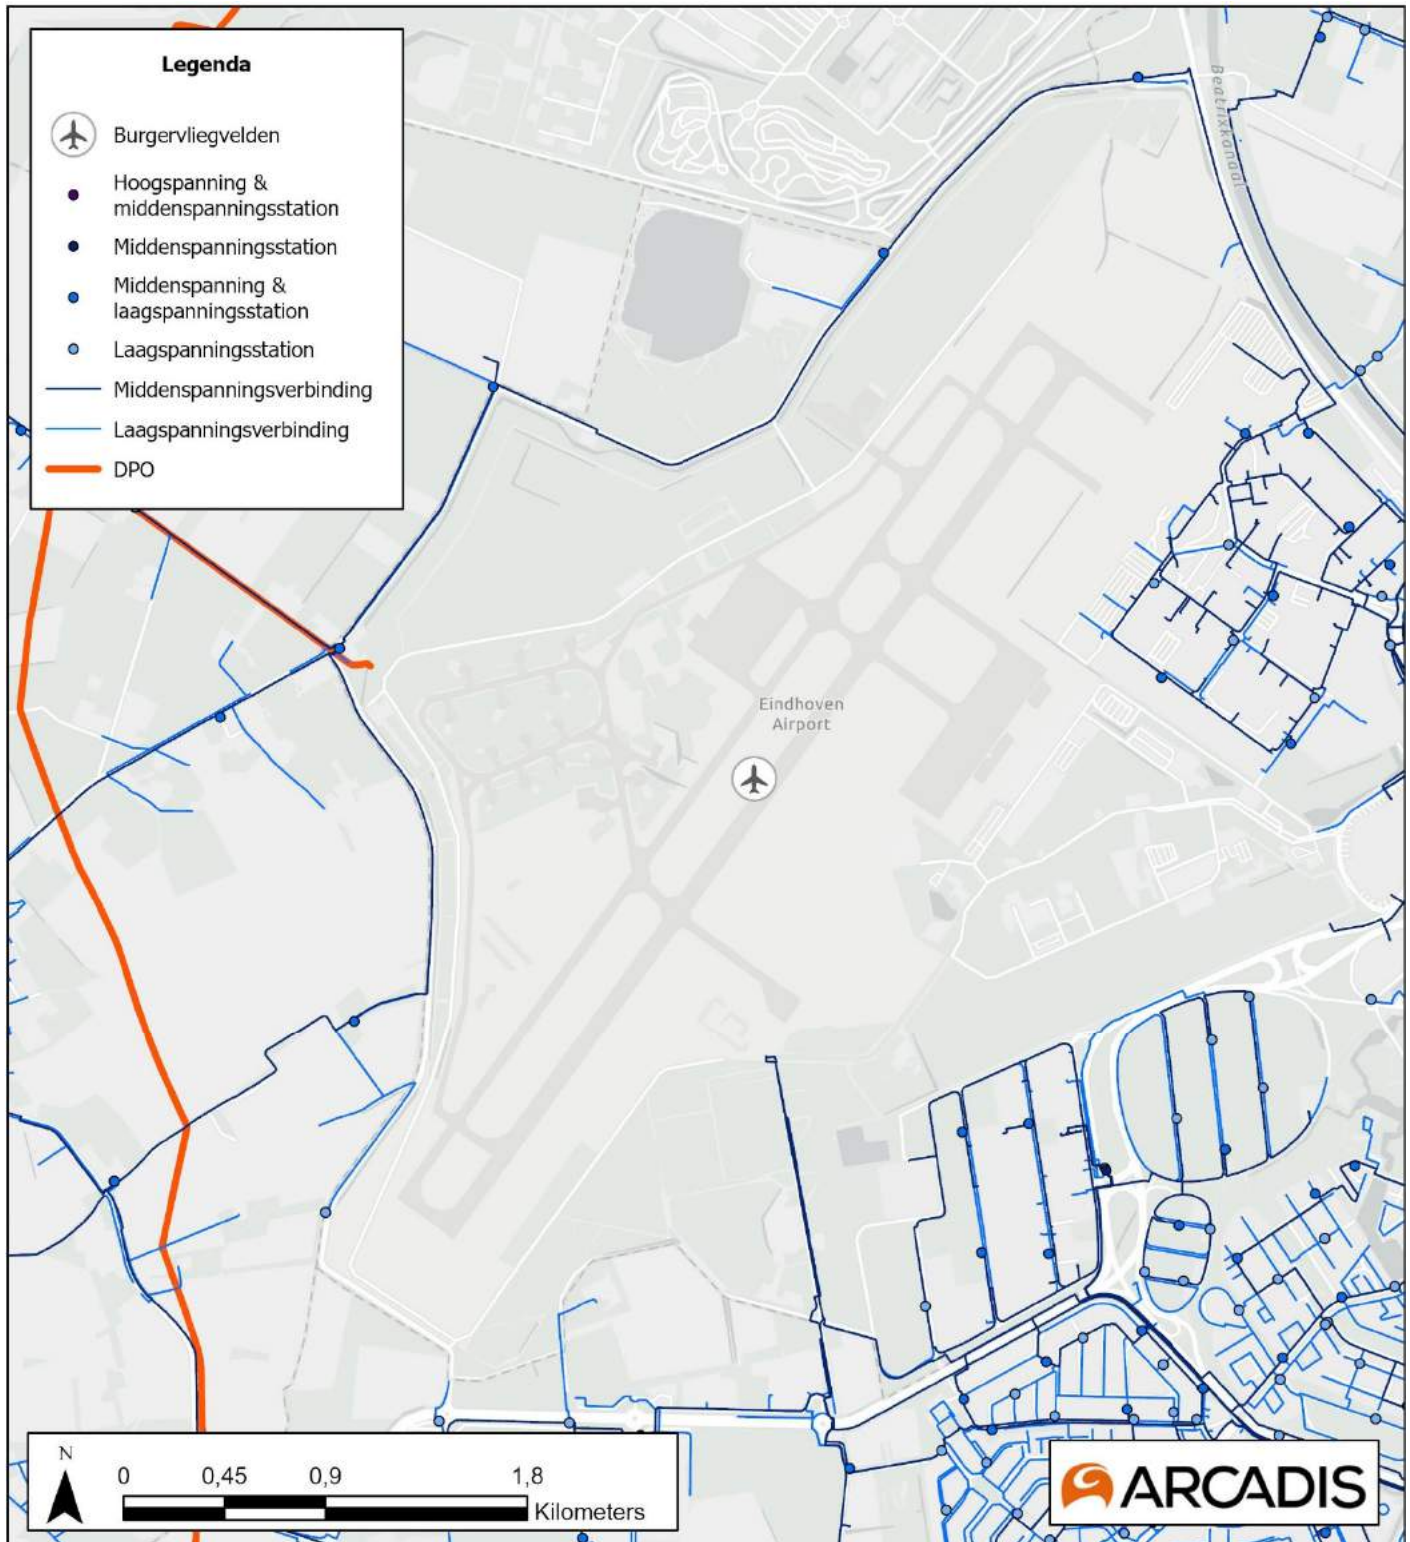 Legenda
Burgervliegvelden
Hoogspanning &
middenspanningsstation
Middenspanningsstation
Middenspanning &
laagspanningsstation
Laagspanningsstation
Middenspanningsverbinding
Laagspanningsverbinding
DPO
Beatrixkanaal
Eindhoven
Airport
N
0 0,45 0,9 1,8
Kilometers
ARCADIS